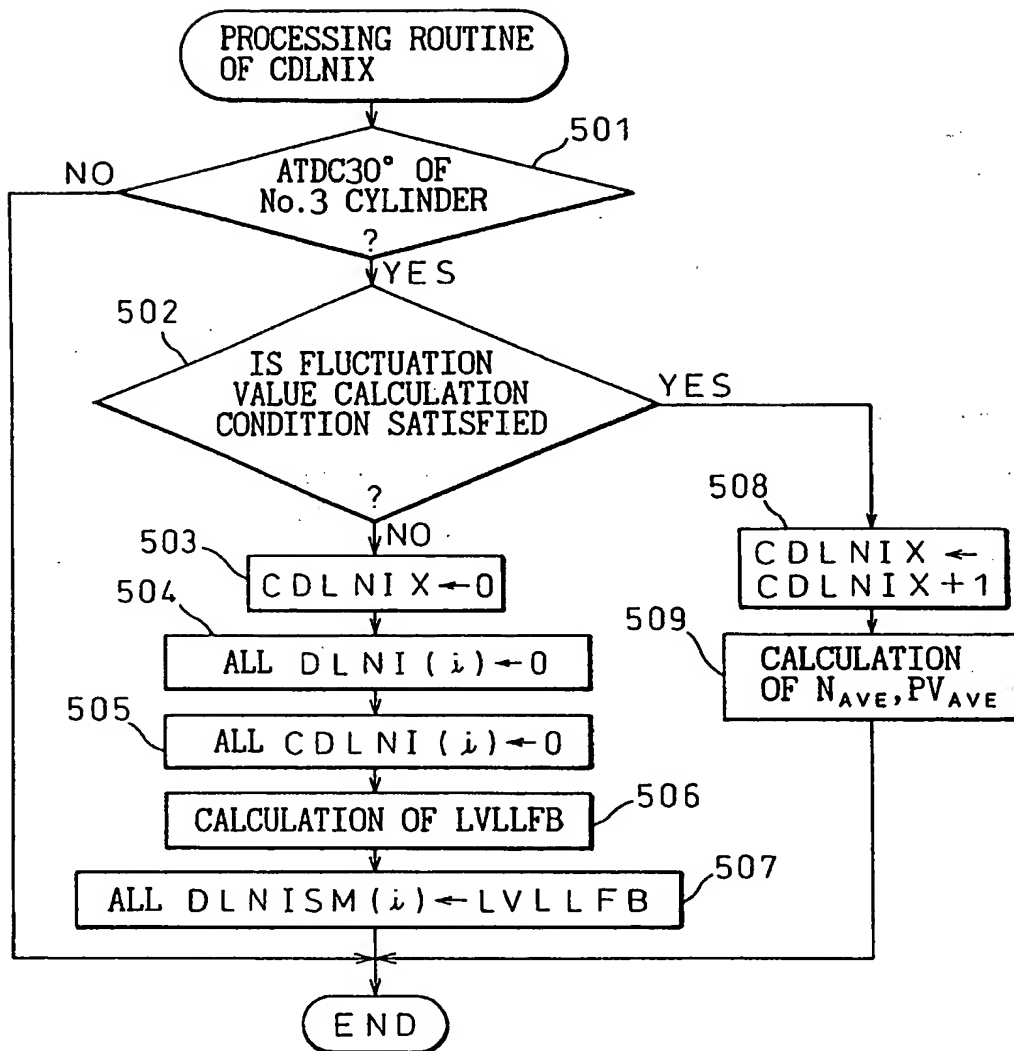 PROCESSING ROUTINE
OF CDLNIX
501
NO
ATDC30° OF
No.3 CYLINDER
?
YES
502
IS FLUCTUATION
VALUE CALCULATION
CONDITION SATISFIED
?
YES
NO
503
CDLNIX←0
508
CDLNIX ←
CDLNIX+1
504
ALL DLNI(i)←0
509
CALCULATION
OF NAVE, PVAVE
505
ALL CDLNI(i)←0
CALCULATION OF LVLLFB
506
507
ALL DLNISM(i)←LVLLFB
END